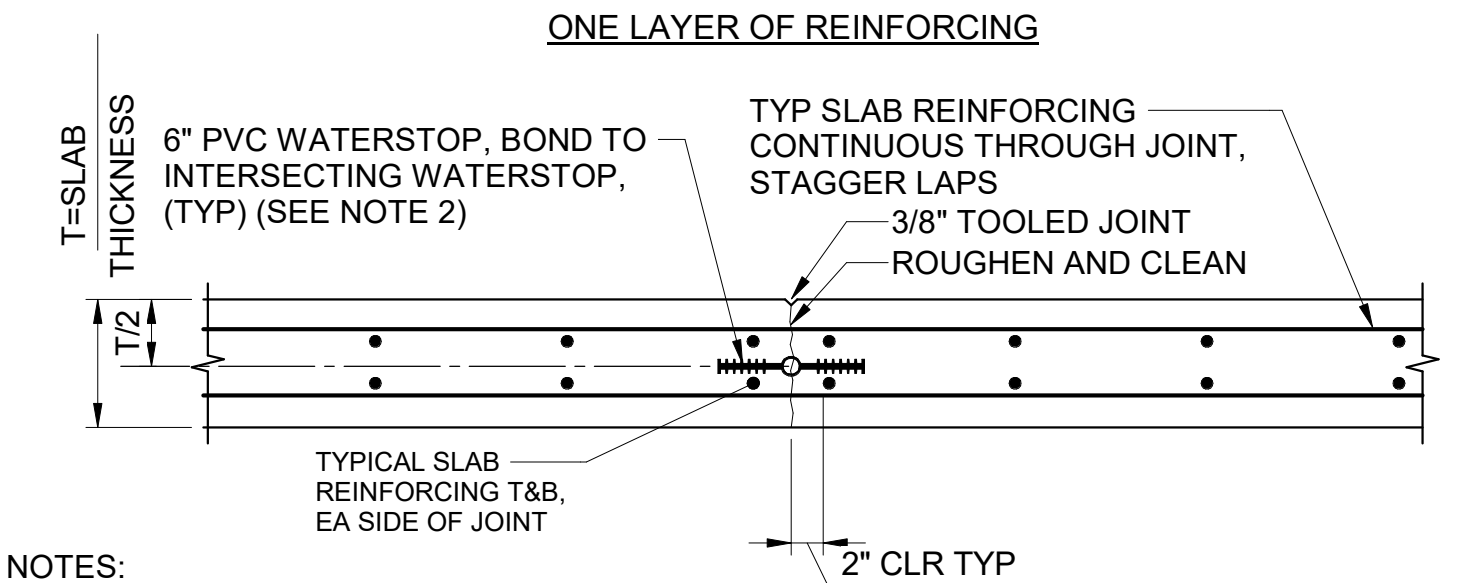 ONE LAYER OF REINFORCING
T=SLAB
THICKNESS
T/2
6" PVC WATERSTOP, BOND TO
INTERSECTING WATERSTOP,
(TYP) (SEE NOTE 2)
TYP SLAB REINFORCING
CONTINUOUS THROUGH JOINT,
STAGGER LAPS
3/8" TOOLED JOINT
ROUGHEN AND CLEAN
TYPICAL SLAB
REINFORCING T&B,
EA SIDE OF JOINT
2" CLR TYP
NOTES: